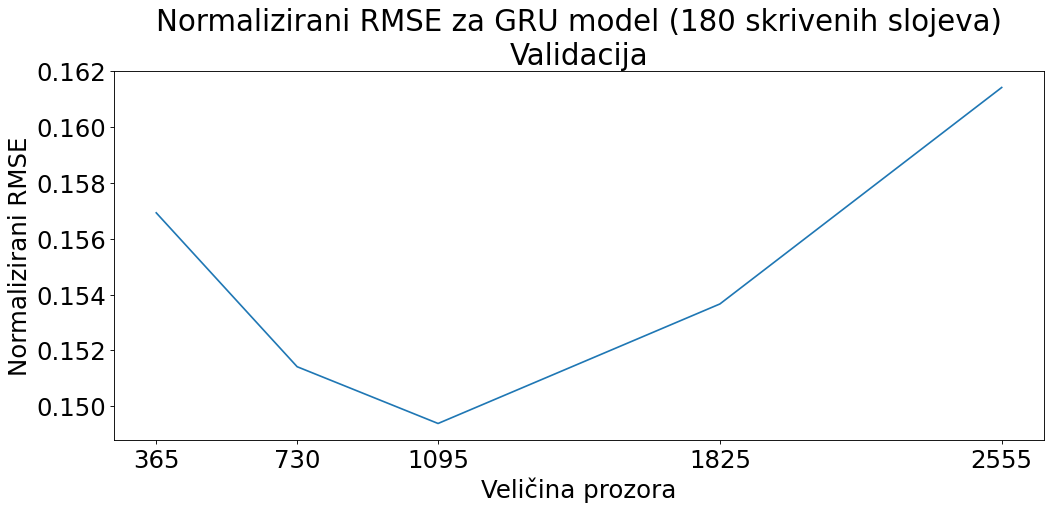 Normalizirani RMSE za GRU model (180 skrivenih slojeva)
Validacija
0.162
0.160
0.158
0.156
0.154
0.152
0.150
Normalizirani RMSE
365 730 1095 1825 2555
Veličina prozora